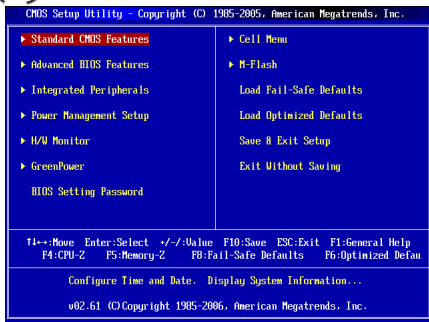 CMOS Setup Utility - Copyright (C) 1985-2005, American Megatrends, Inc.
▶ Standard CMOS Features
▶ Advanced BIOS Features
▶ Integrated Peripherals
▶ Power Management Setup
▶ H/W Monitor
▶ GreenPower
BIOS Setting Password
▶ Cell Menu
▶ M-Flash
Load Fail-Safe Defaults
Load Optimized Defaults
Save & Exit Setup
Exit Without Saving
↑↓←→:Move Enter:Select +/-/:Value F10:Save ESC:Exit F1:General Help
F4:CPU-Z F5:Memory-Z F8:Fail-Safe Defaults F6:Optimized Defau
Configure Time and Date. Display System Information...
v02.61 (C)Copyright 1985-2006, American Megatrends, Inc.